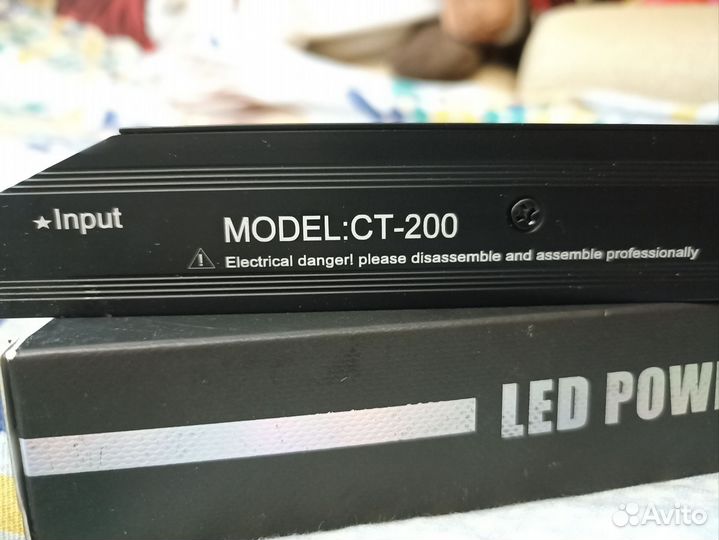 ★Input
MODEL:CT-200
⚠ Electrical danger! please disassemble and assemble professionally
LED POW
Avito